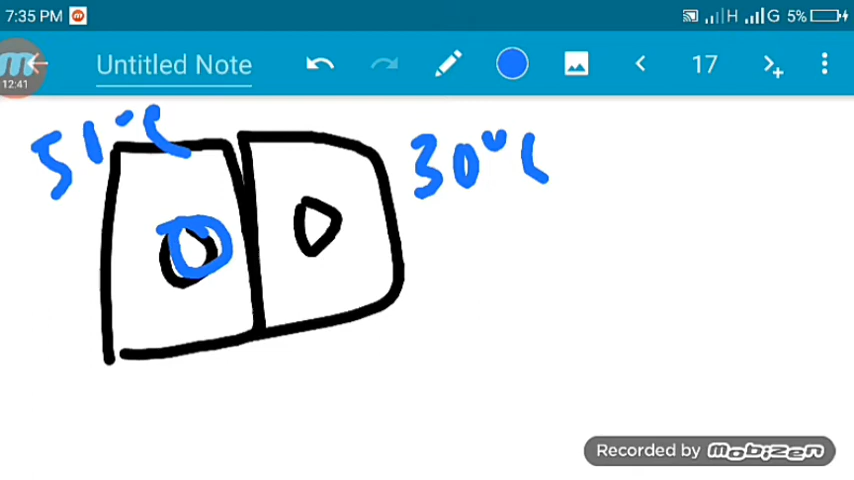 7:35 PM H G 5%
12:41
Untitled Note 17
51°C 30°C
Recorded by Mobizen